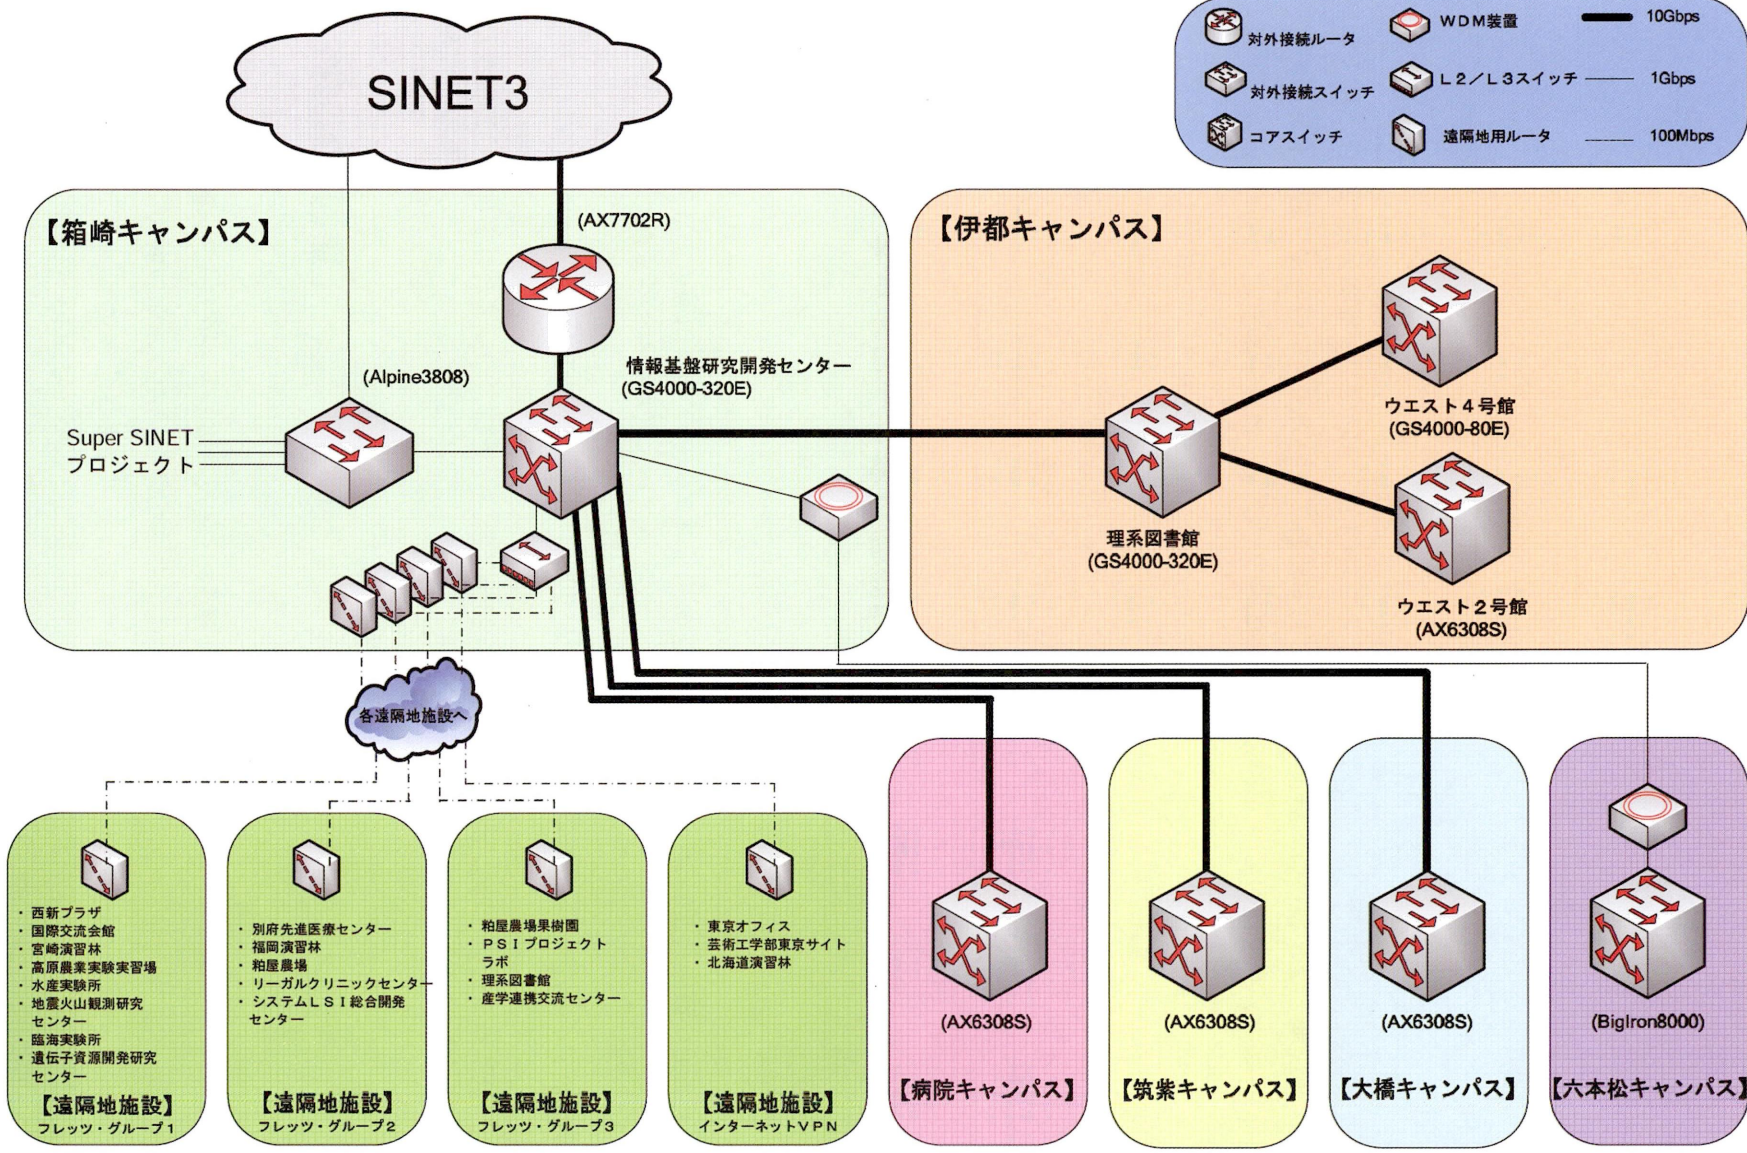 SINET3
対外接続ルータ
WDM装置
10Gbps
対外接続スイッチ
L2/L3スイッチ
1Gbps
コアスイッチ
遠隔地用ルータ
100Mbps
【箱崎キャンパス】
(AX7702R)
(Alpine3808)
情報基盤研究開発センター
(GS4000-320E)
Super SINET
プロジェクト
【伊都キャンパス】
ウエスト4号館
(GS4000-80E)
理系図書館
(GS4000-320E)
ウエスト2号館
(AX6308S)
各遠隔地施設へ
・西新プラザ
・国際交流会館
・宮崎演習林
・高原農業実験実習場
・水産実験所
・地震火山観測研究
センター
・臨海実験所
・遺伝子資源開発研究
センター
【遠隔地施設】
フレッツ・グループ1
・別府先進医療センター
・福岡演習林
・粕屋農場
・リーガルクリニックセンター
・システムLSI総合開発
センター
【遠隔地施設】
フレッツ・グループ2
・粕屋農場果樹園
・PSIプロジェクト
ラボ
・理系図書館
・産学連携交流センター
【遠隔地施設】
フレッツ・グループ3
・東京オフィス
・芸術工学部東京サイト
・北海道演習林
【遠隔地施設】
インターネットVPN
(AX6308S)
【病院キャンパス】
(AX6308S)
【筑紫キャンパス】
(AX6308S)
【大橋キャンパス】
(BigIron8000)
【六本松キャンパス】